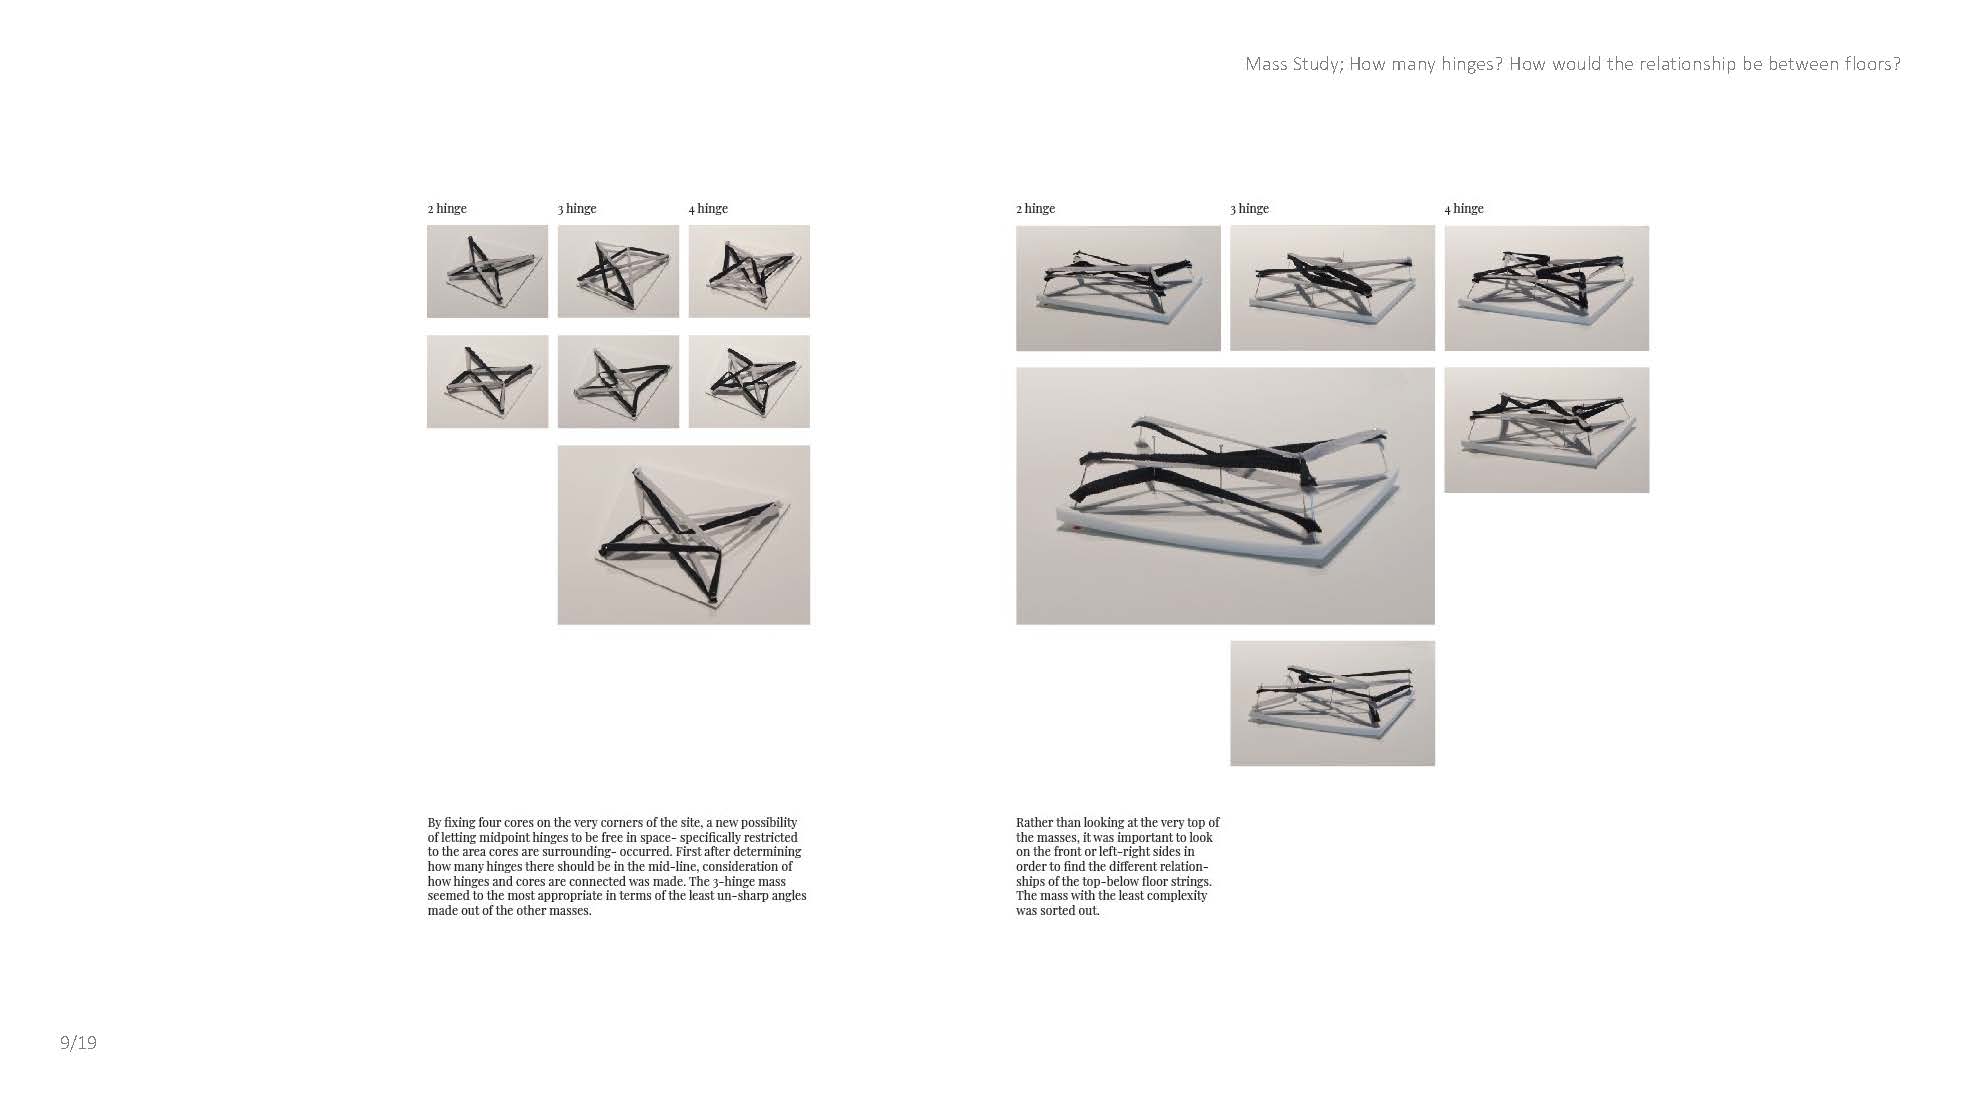 Mass Study; How many hinges? How would the relationship be between floors?
2 hinge
3 hinge
4 hinge
2 hinge
3 hinge
4 hinge
By fixing four cores on the very corners of the site, a new possibility
of letting midpoint hinges to be free in space- specifically restricted
to the area cores are surrounding- occurred. First after determining
how many hinges there should be in the mid-line, consideration of
how hinges and cores are connected was made. The 3-hinge mass
seemed to the most appropriate in terms of the least un-sharp angles
made out of the other masses.
Rather than looking at the very top of
the masses, it was important to look
on the front or left-right sides in
order to find the different relation-
ships of the top-below floor strings.
The mass with the least complexity
was sorted out.
9/19